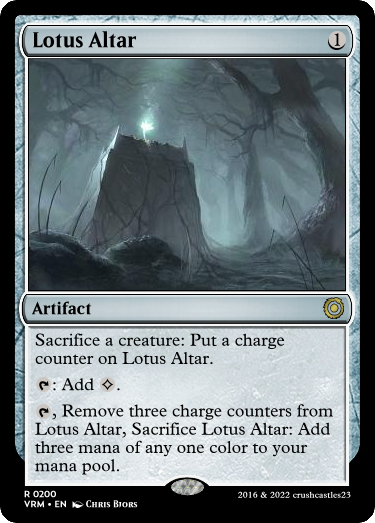 Lotus Altar 1
Artifact
Sacrifice a creature: Put a charge
counter on Lotus Altar.
: Add .
, Remove three charge counters from
Lotus Altar, Sacrifice Lotus Altar: Add
three mana of any one color to your
mana pool.
R 0200
VRM • EN Chris Biors
2016 & 2022 crushcastles23